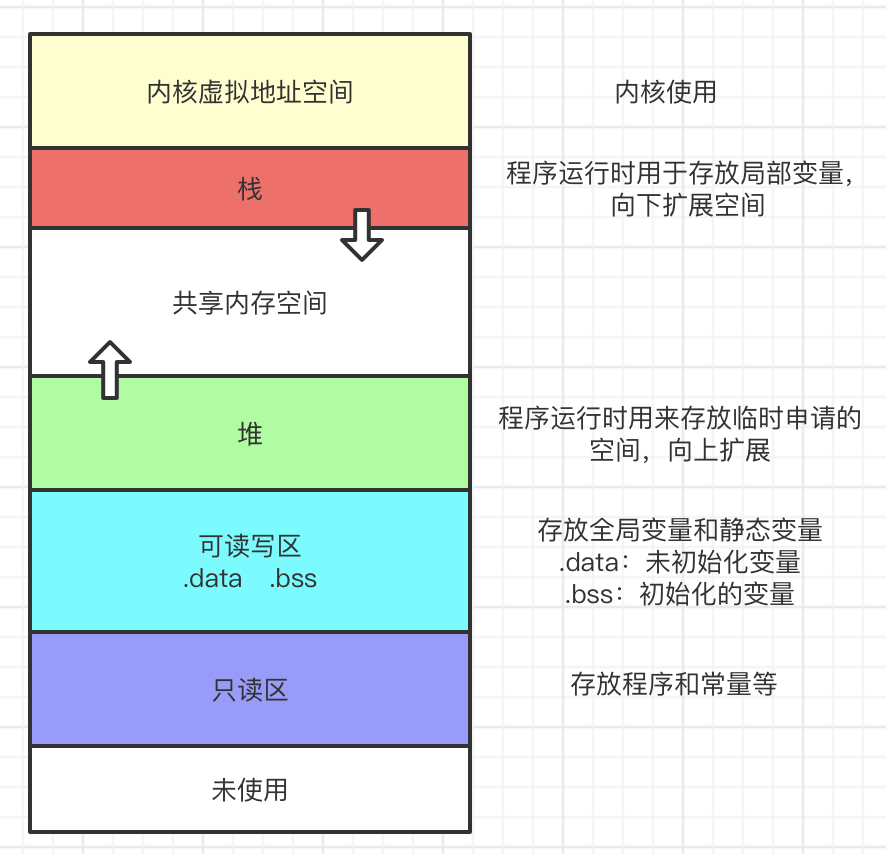 内核虚拟地址空间
内核使用
栈
程序运行时用于存放局部变量，
向下扩展空间
共享内存空间
堆
程序运行时用来存放临时申请的
空间，向上扩展
可读写区
.data .bss
存放全局变量和静态变量
.data：未初始化变量
.bss：初始化的变量
只读区
存放程序和常量等
未使用